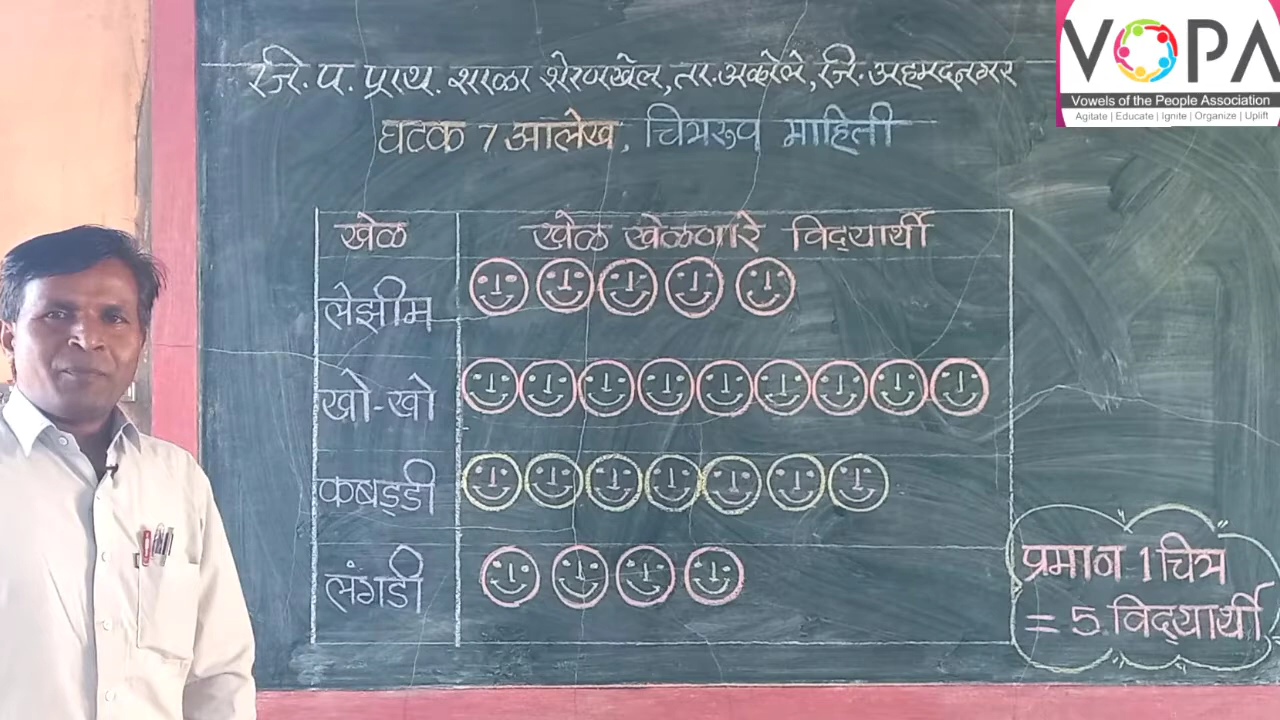 जि. प. प्राथ. शाळा शेरणखेल, ता. अकोले, जि. अहमदनगर
घटक 7 आलेख, चित्ररूप माहिती
खेळ खेळ खेळणारे विद्यार्थी
लेझीम
खो-खो
कबड्डी
लंगडी
प्रमाण 1 चित्र
= 5 विद्यार्थी
VOPA
Vowels of the People Association
Agitate | Educate | Ignite | Organize | Uplift